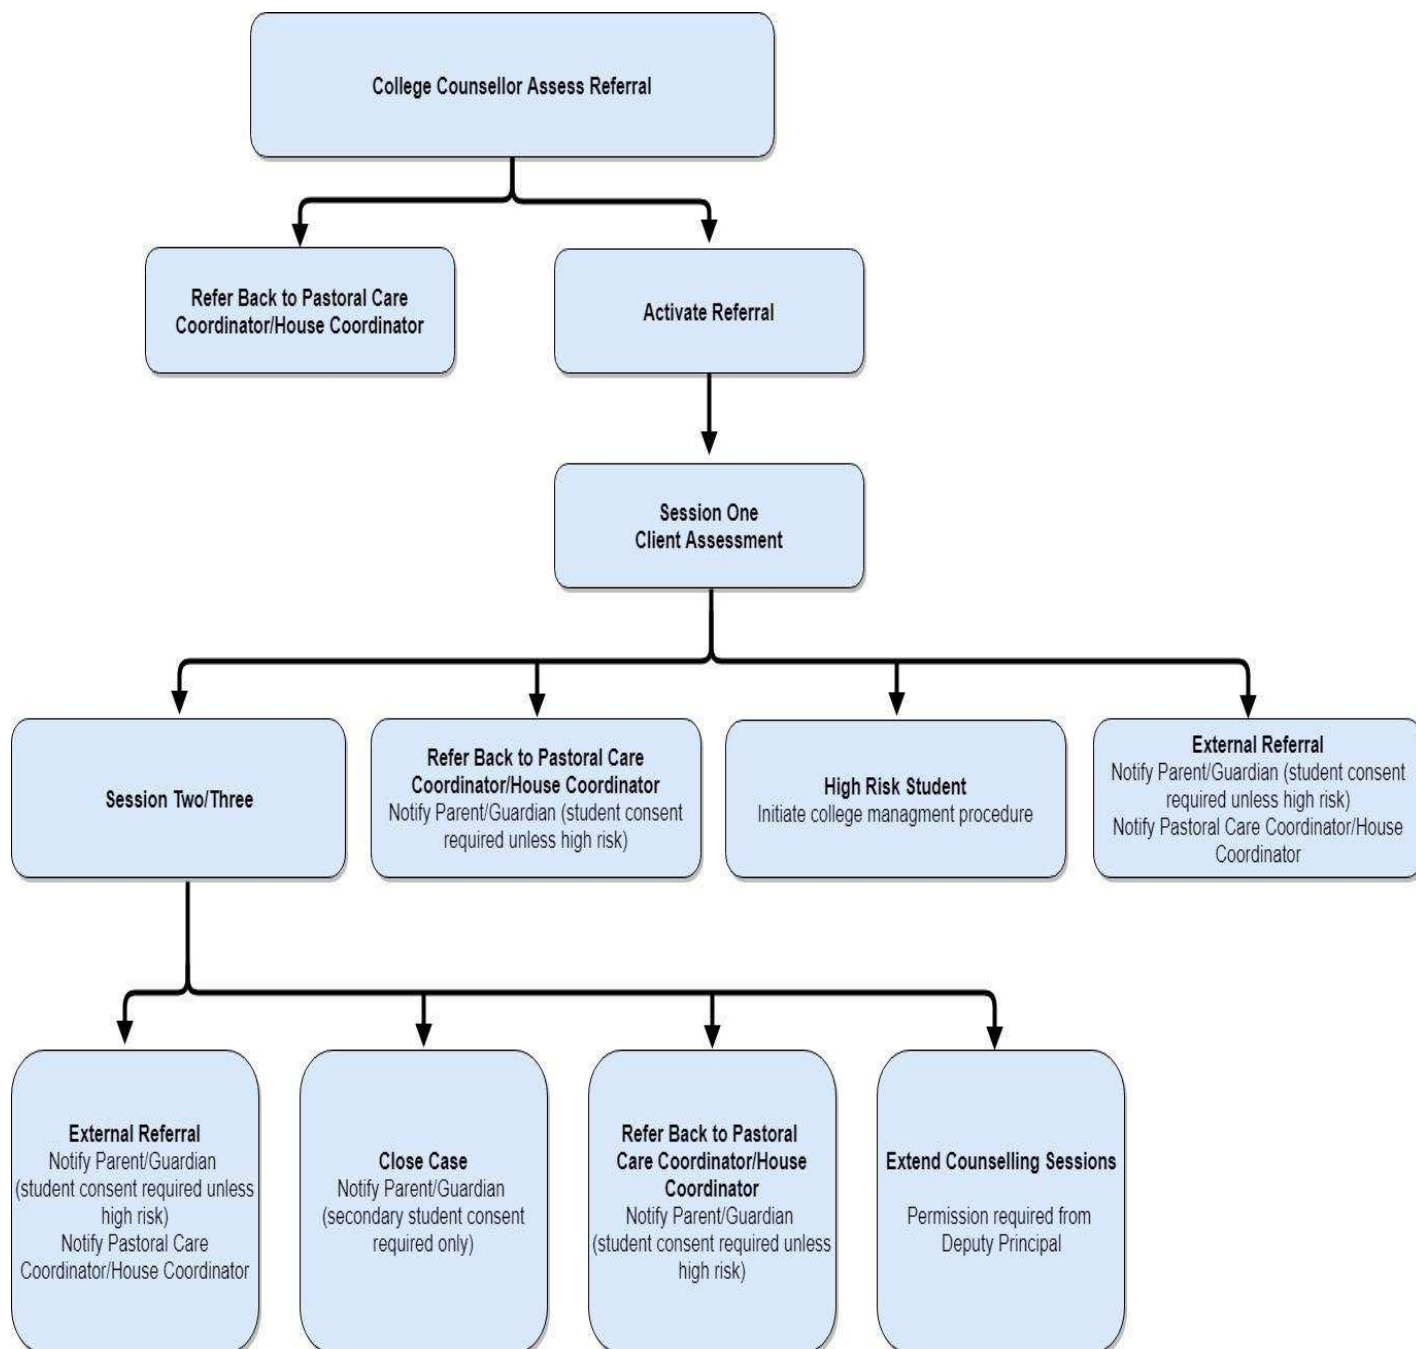 College Counsellor Assess Referral
Refer Back to Pastoral Care
Coordinator/House Coordinator
Activate Referral
Session One
Client Assessment
Session Two/Three
Refer Back to Pastoral Care
Coordinator/House Coordinator
Notify Parent/Guardian (student consent
required unless high risk)
High Risk Student
Initiate college managment procedure
External Referral
Notify Parent/Guardian (student consent
required unless high risk)
Notify Pastoral Care Coordinator/House
Coordinator
External Referral
Notify Parent/Guardian
(student consent required unless
high risk)
Notify Pastoral Care
Coordinator/House Coordinator
Close Case
Notify Parent/Guardian
(secondary student consent
required only)
Refer Back to Pastoral
Care Coordinator/House
Coordinator
Notify Parent/Guardian
(student consent required unless
high risk)
Extend Counselling Sessions
Permission required from
Deputy Principal